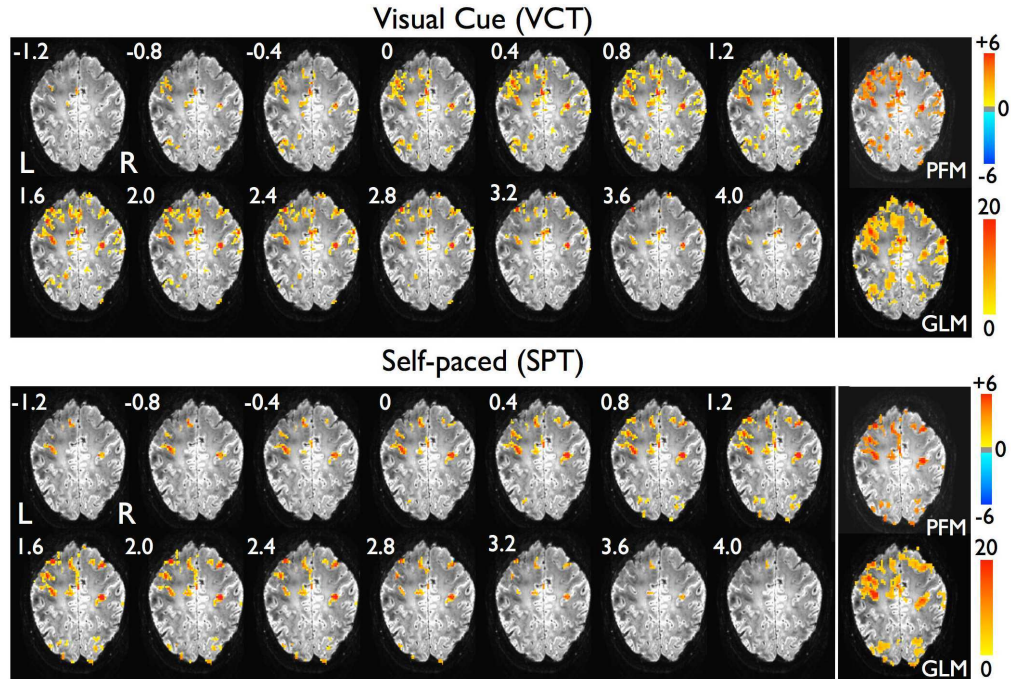 Visual Cue (VCT)
-1.2 -0.8 -0.4 0 0.4 0.8 1.2 +6
0
L R PFM -6
1.6 2.0 2.4 2.8 3.2 3.6 4.0 20
GLM 0
Self-paced (SPT)
-1.2 -0.8 -0.4 0 0.4 0.8 1.2 +6
0
L R PFM -6
1.6 2.0 2.4 2.8 3.2 3.6 4.0 20
GLM 0